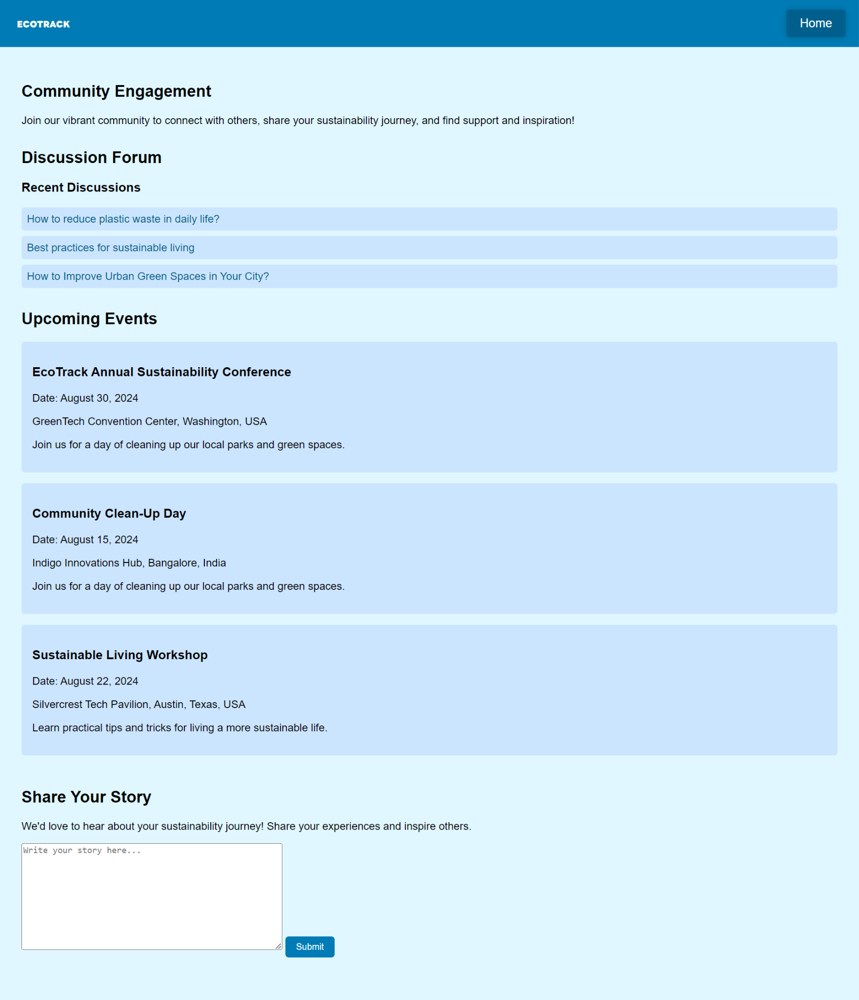 ECOTRACK
Home
Community Engagement
Join our vibrant community to connect with others, share your sustainability journey, and find support and inspiration!
Discussion Forum
Recent Discussions
How to reduce plastic waste in daily life?
Best practices for sustainable living
How to Improve Urban Green Spaces in Your City?
Upcoming Events
EcoTrack Annual Sustainability Conference
Date: August 30, 2024
GreenTech Convention Center, Washington, USA
Join us for a day of cleaning up our local parks and green spaces.
Community Clean-Up Day
Date: August 15, 2024
Indigo Innovations Hub, Bangalore, India
Join us for a day of cleaning up our local parks and green spaces.
Sustainable Living Workshop
Date: August 22, 2024
Silvercrest Tech Pavilion, Austin, Texas, USA
Learn practical tips and tricks for living a more sustainable life.
Share Your Story
We'd love to hear about your sustainability journey! Share your experiences and inspire others.
Write your story here...
Submit